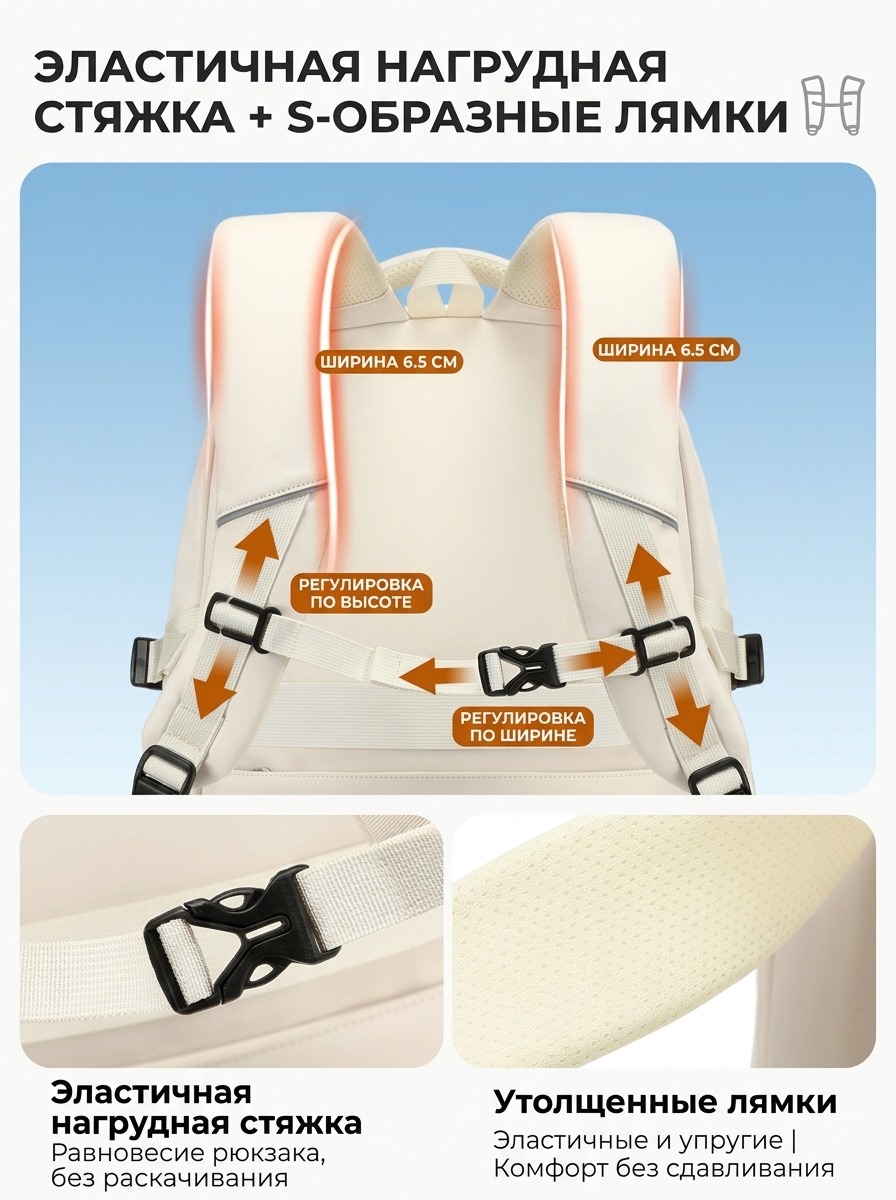 ЭЛАСТИЧНАЯ НАГРУДНАЯ
СТЯЖКА + S-ОБРАЗНЫЕ ЛЯМКИ
ШИРИНА 6.5 СМ
ШИРИНА 6.5 СМ
РЕГУЛИРОВКА
ПО ВЫСОТЕ
РЕГУЛИРОВКА
ПО ШИРИНЕ
Эластичная
нагрудная стяжка
Равновесие рюкзака,
без раскачивания
Утолщенные лямки
Эластичные и упругие |
Комфорт без сдавливания